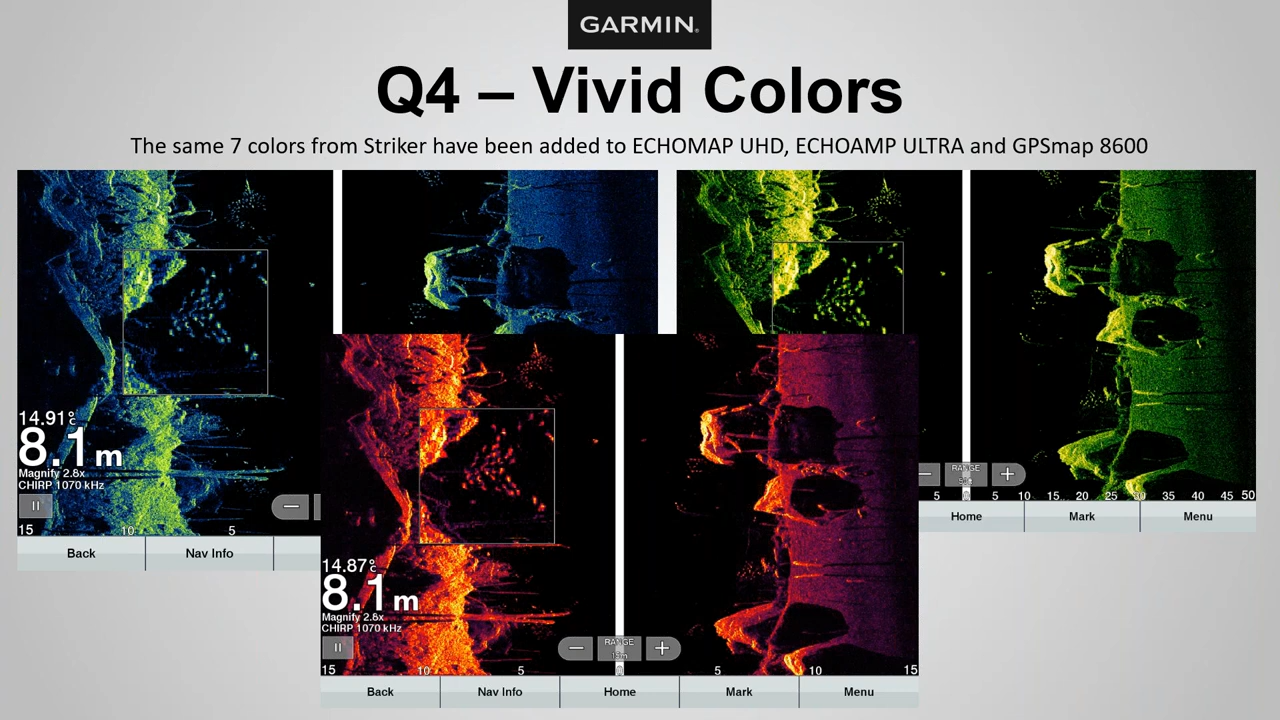 GARMIN
Q4 – Vivid Colors
The same 7 colors from Striker have been added to ECHOMAP UHD, ECHOAMP ULTRA and GPSmap 8600
14.91°C
8.1m
Magnify 2.8x
CHIRP 1070 kHz
15 10 5
Back Nav Info
RANGE
5 0 5 10 15 20 25 30 35 40 45 50
Home Mark Menu
14.87°C
8.1m
Magnify 2.8x
CHIRP 1070 kHz
RANGE
15m
15 10 5 0 5 10 15
Back Nav Info Home Mark Menu